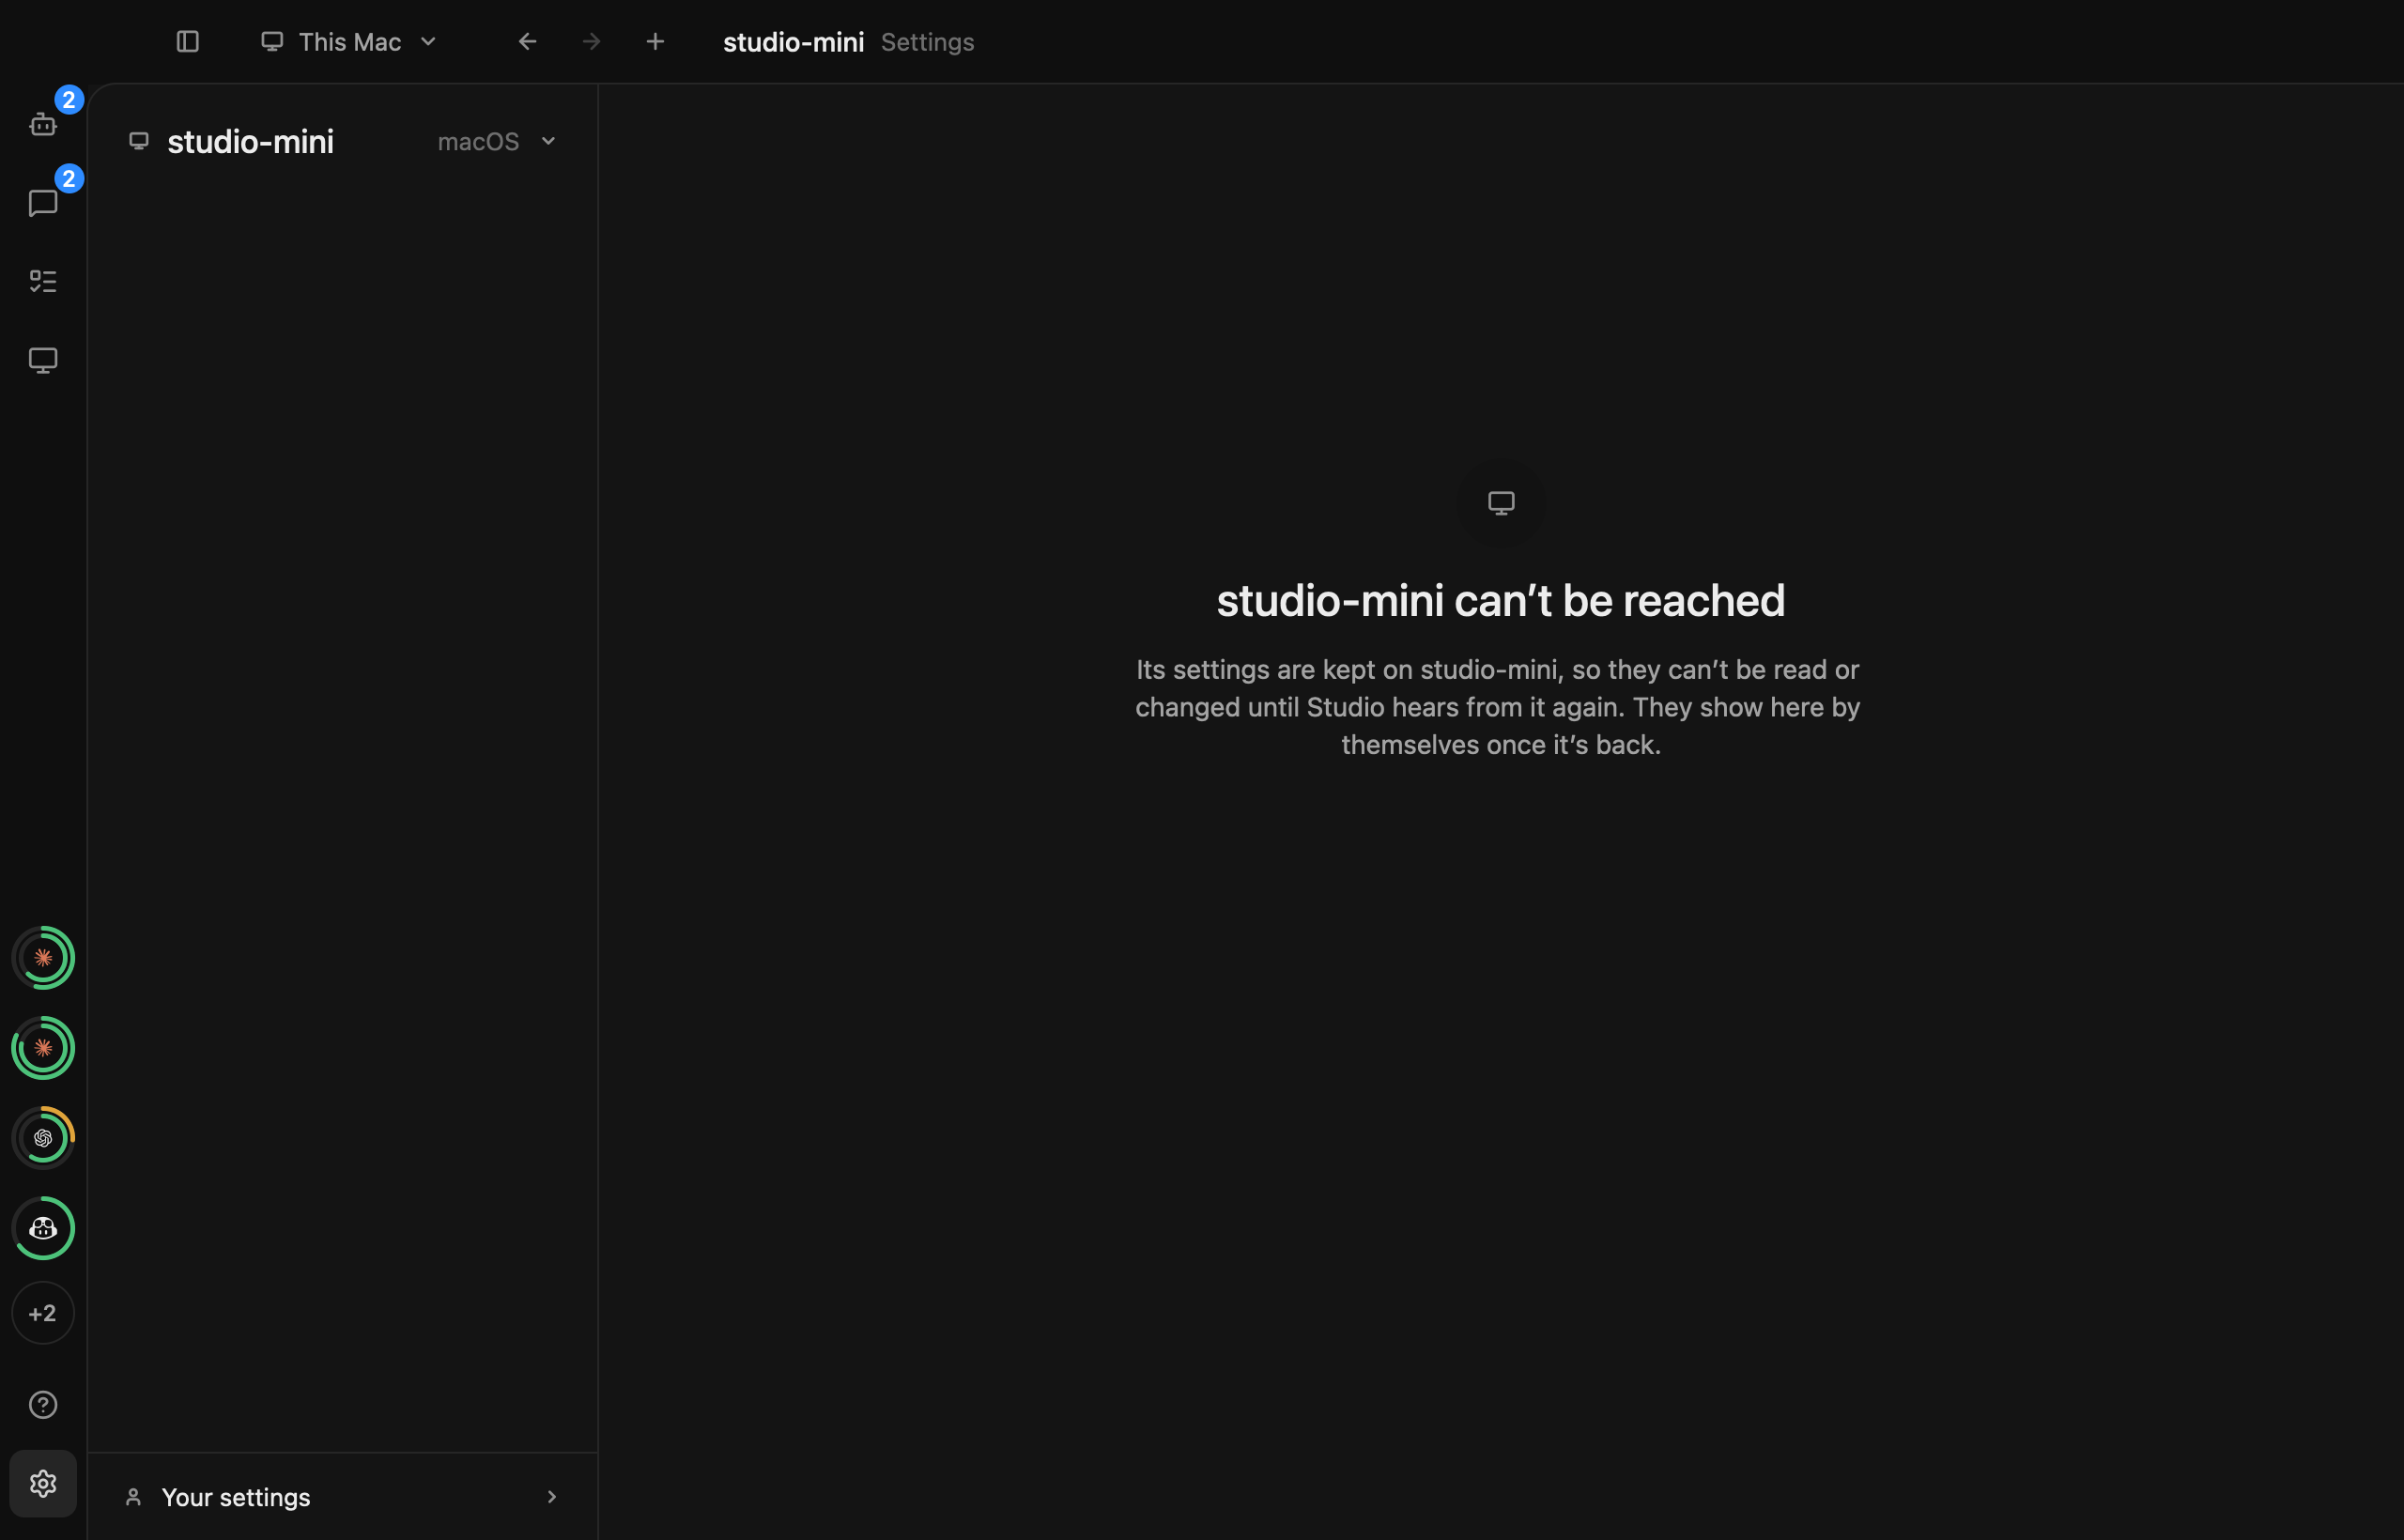 This Mac
studio-mini Settings
2
2
studio-mini macOS
studio-mini can’t be reached
Its settings are kept on studio-mini, so they can’t be read or
changed until Studio hears from it again. They show here by
themselves once it’s back.
+2
Your settings